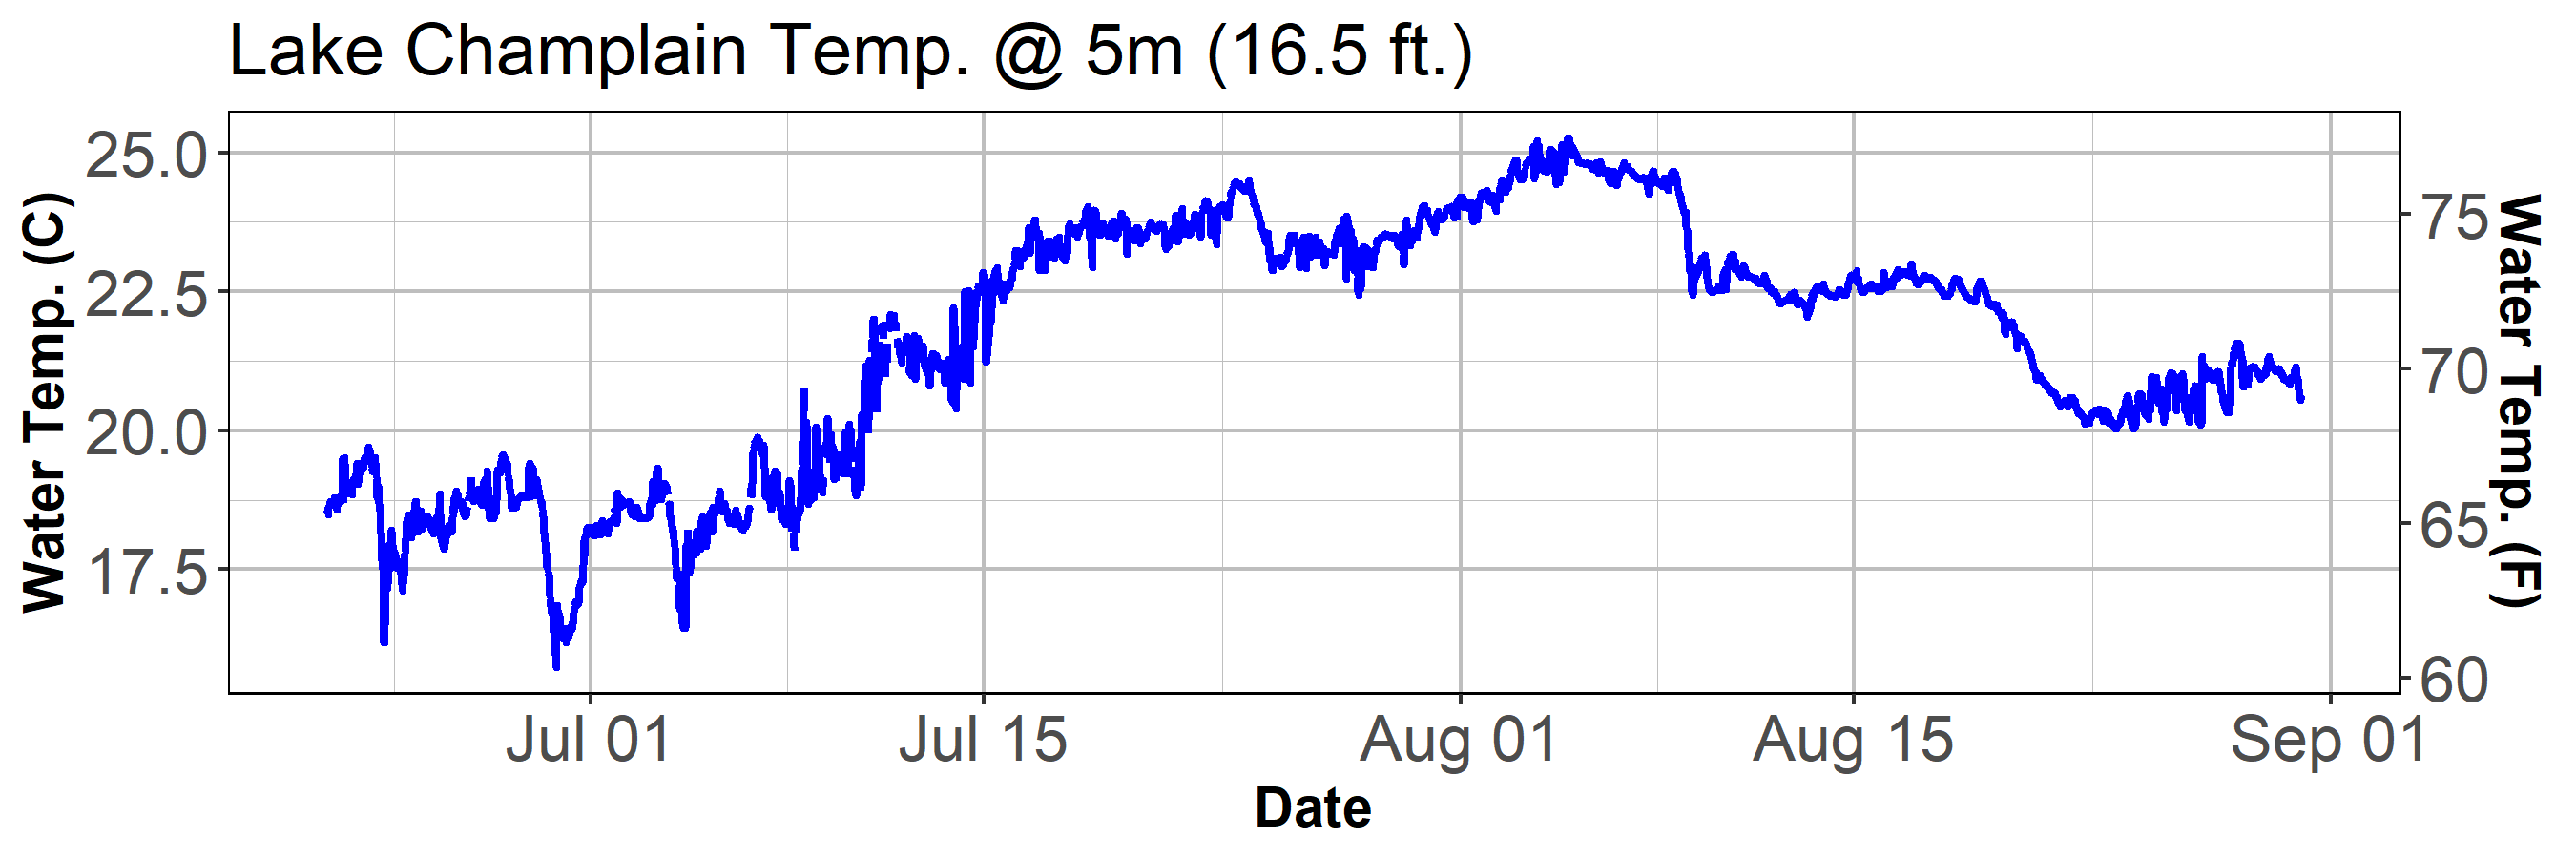 Lake Champlain Temp. @ 5m (16.5 ft.)
Water Temp. (C)
25.0
22.5
20.0
17.5
75
70
65
60
Water Temp. (F)
Jul 01 Jul 15 Aug 01 Aug 15 Sep 01
Date